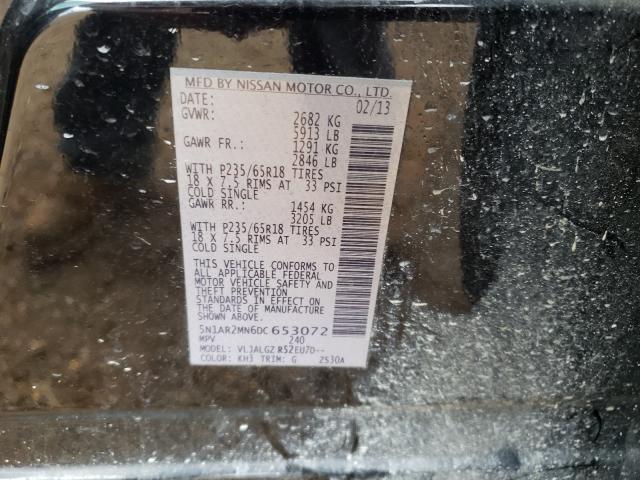 MFD BY NISSAN MOTOR CO., LTD.
DATE: 02/13
GVWR: 2682 KG
5913 LB
GAWR FR.: 1291 KG
2846 LB
WITH P235/65R18 TIRES
18 X 7.5 RIMS AT 33 PSI
COLD SINGLE
GAWR RR.: 1454 KG
3205 LB
WITH P235/65R18 TIRES
18 X 7.5 RIMS AT 33 PSI
COLD SINGLE
THIS VEHICLE CONFORMS TO
ALL APPLICABLE FEDERAL
MOTOR VEHICLE SAFETY AND
THEFT PREVENTION
STANDARDS IN EFFECT ON THE
DATE OF MANUFACTURE
SHOWN ABOVE.
5N1AR2MN6DC653072
MPV 240
MODEL: VLJALGZ R52EU7D--
COLOR: KH3 TRIM: G 2530A